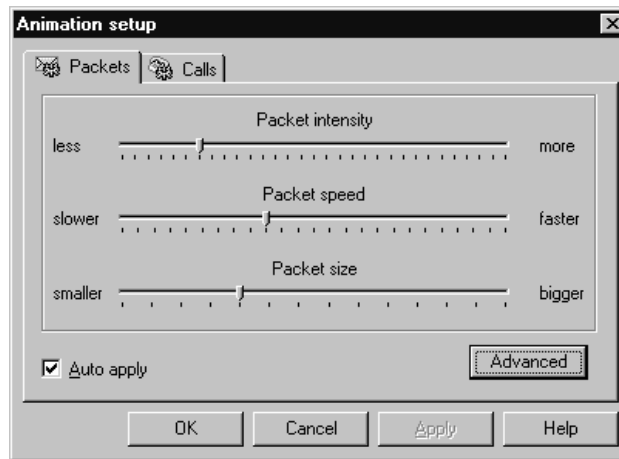 Animation setup
Packets Calls
Packet intensity
less more
Packet speed
slower faster
Packet size
smaller bigger
Auto apply Advanced
OK Cancel Apply Help